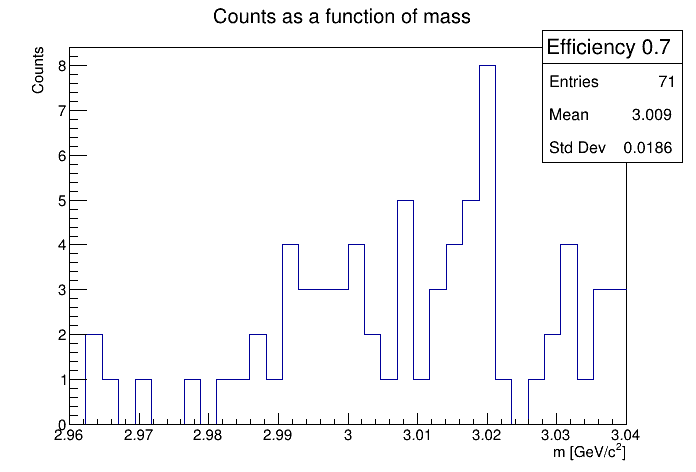 Counts as a function of mass
Efficiency 0.7
Entries 71
Mean 3.009
Std Dev 0.0186
Counts
8
7
6
5
4
3
2
1
0
2.96 2.97 2.98 2.99 3 3.01 3.02 3.03 3.04
m [GeV/c²]